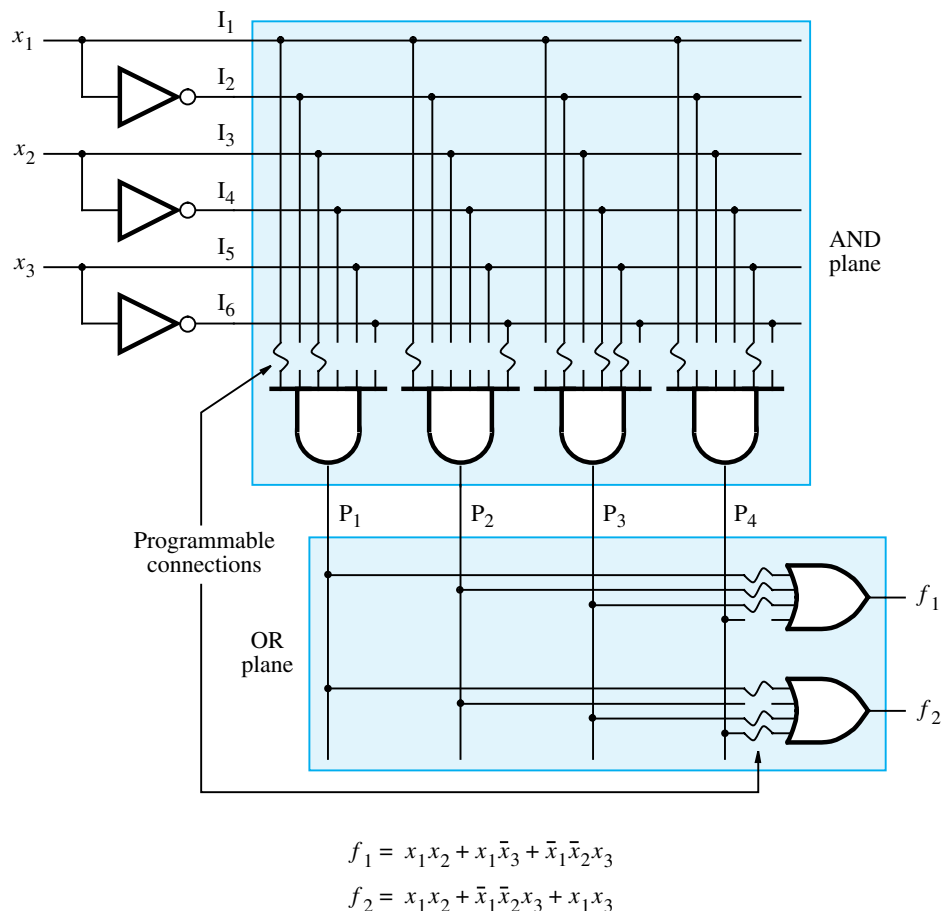 x₁
I₁
I₂
x₂
I₃
I₄
x₃
I₅
I₆
AND
plane
P₁
P₂
P₃
P₄
Programmable
connections
OR
plane
f₁
f₂
f₁ = x₁x₂ + x₁x̄₃ + x̄₁x̄₂x₃
f₂ = x₁x₂ + x̄₁x̄₂x₃ + x₁x₃